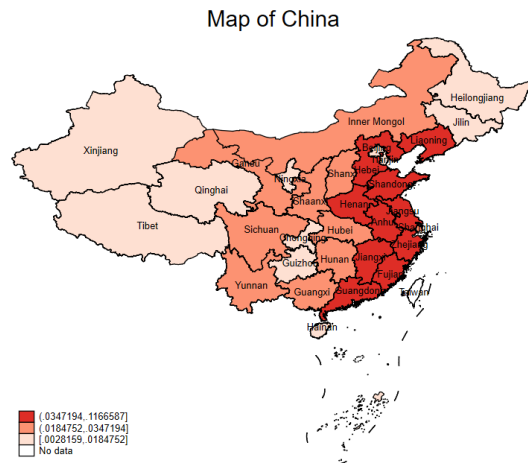 Map of China
Heilongjiang
Jilin
Inner Mongol
Liaoning
Beijing
Tianjin
Xinjiang
Gansu
Hebei
Ningxia
Shanxi
Shandong
Qinghai
Shaanxi
Henan
Jiangsu
Tibet
Anhui
Shanghai
Sichuan
Chongqing
Hubei
Zhejiang
Guizhou
Hunan
Jiangxi
Yunnan
Fujian
Guangxi
Guangdong
Taiwan
Hainan
(.0347194,.1166587]
(.0184752,.0347194]
[.0028159,.0184752]
No data